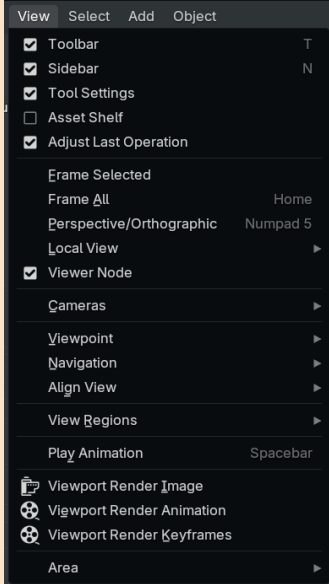 View Select Add Object
Toolbar T
Sidebar N
Tool Settings
Asset Shelf
Adjust Last Operation
Frame Selected
Frame All Home
Perspective/Orthographic Numpad 5
Local View
Viewer Node
Cameras
Viewpoint
Navigation
Align View
View Regions
Play Animation Spacebar
Viewport Render Image
Viewport Render Animation
Viewport Render Keyframes
Area